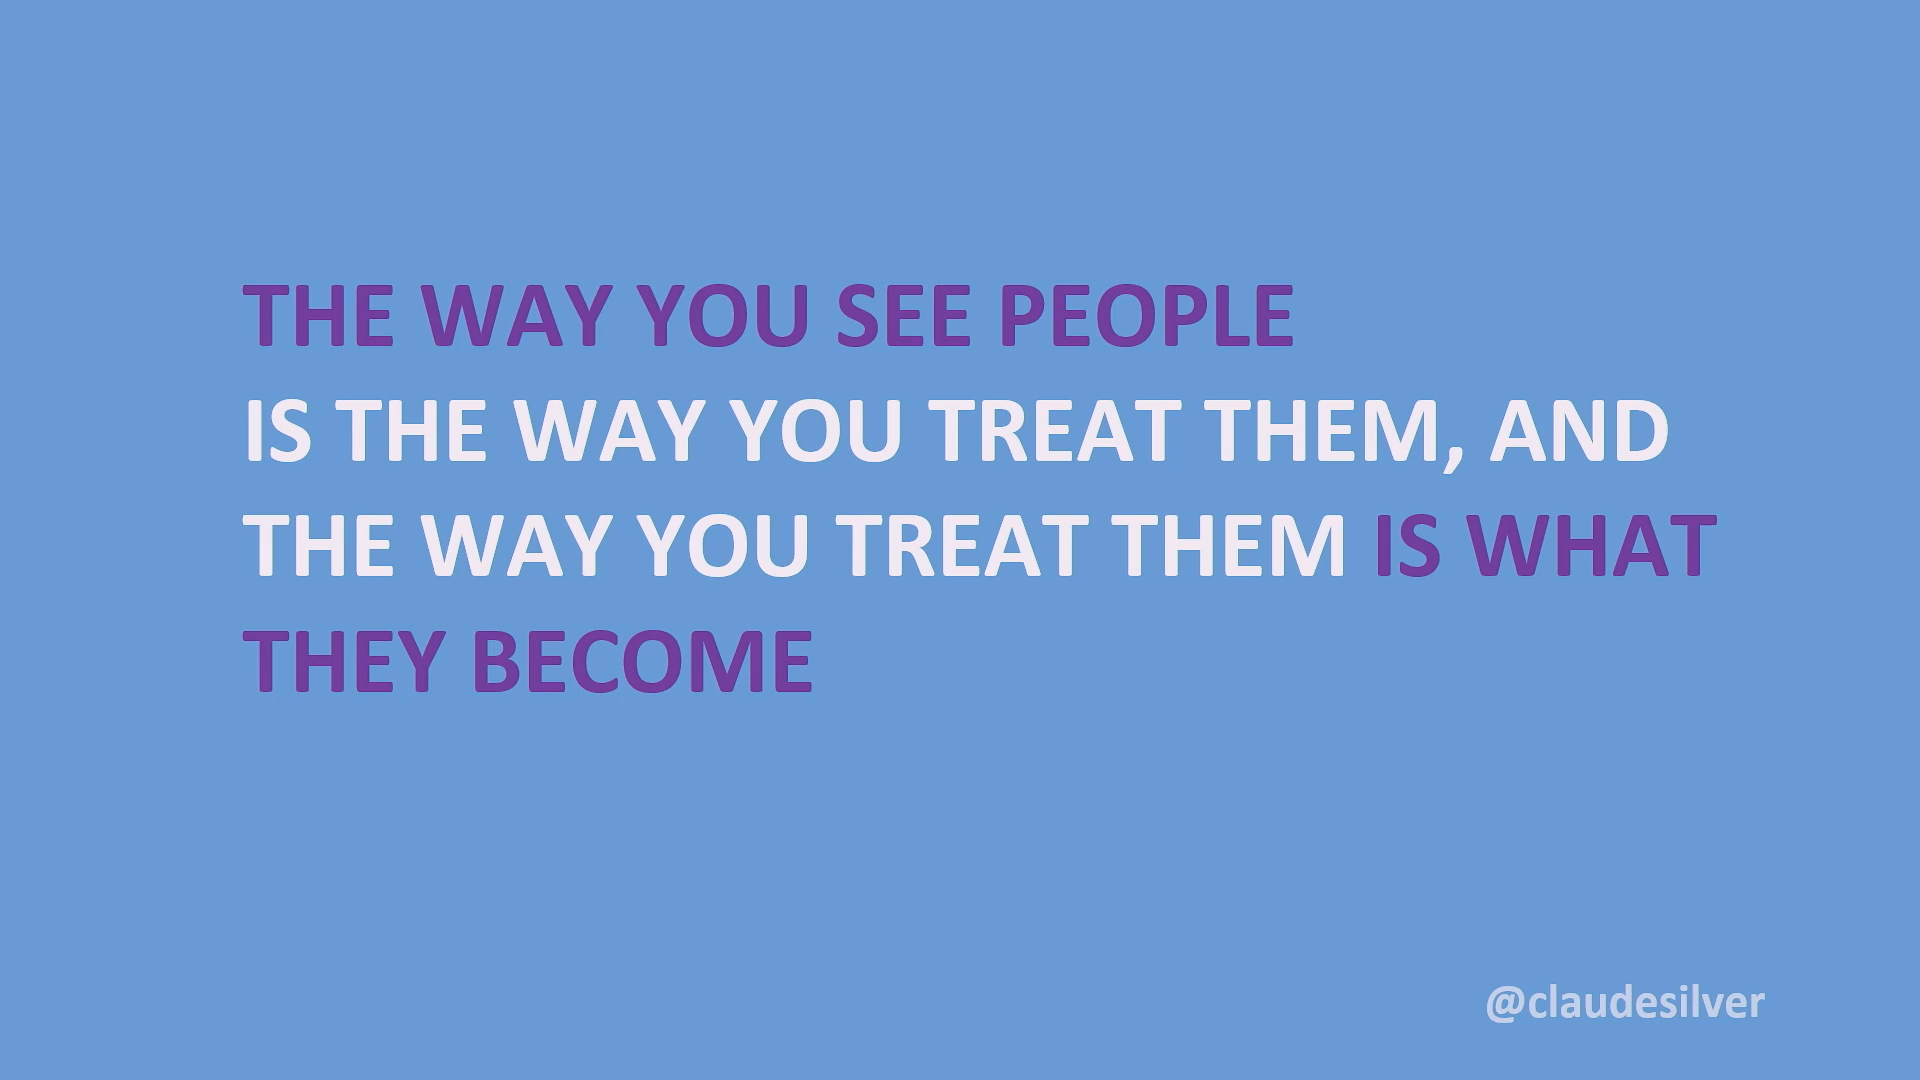 THE WAY YOU SEE PEOPLE
IS THE WAY YOU TREAT THEM, AND
THE WAY YOU TREAT THEM IS WHAT
THEY BECOME
@claudesilver